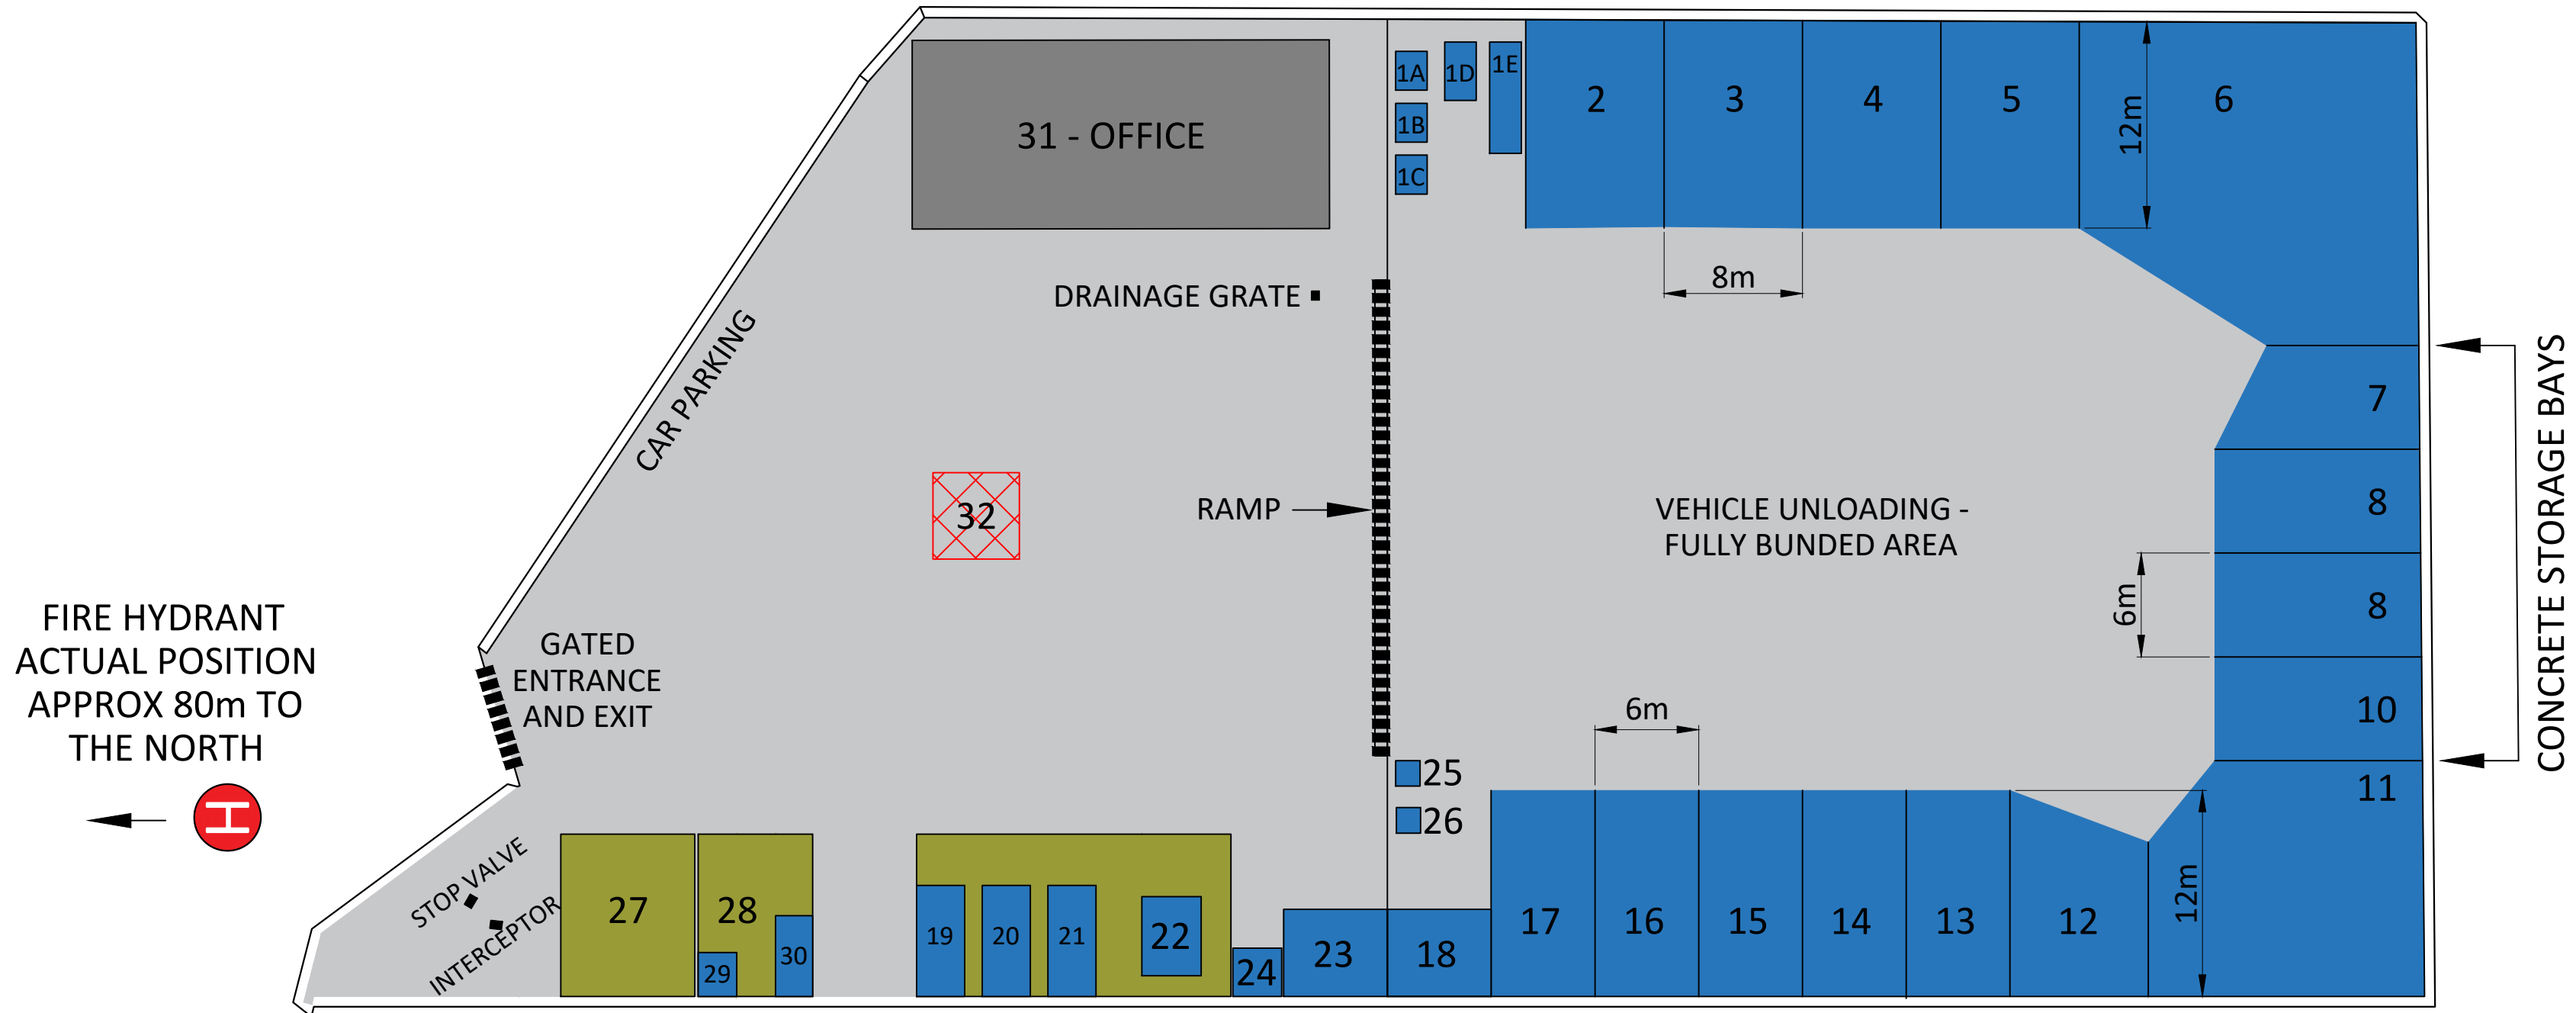 1A
1B
1C
1D
1E
2
3
4
5
6
12m
31 - OFFICE
8m
DRAINAGE GRATE
CAR PARKING
7
CONCRETE STORAGE BAYS
32
RAMP
VEHICLE UNLOADING -
FULLY BUNDED AREA
8
8
6m
FIRE HYDRANT
ACTUAL POSITION
APPROX 80m TO
THE NORTH
H
GATED
ENTRANCE
AND EXIT
10
6m
25
26
11
STOP VALVE
INTERCEPTOR
27
28
29
30
19
20
21
22
24
23
18
17
16
15
14
13
12
12m